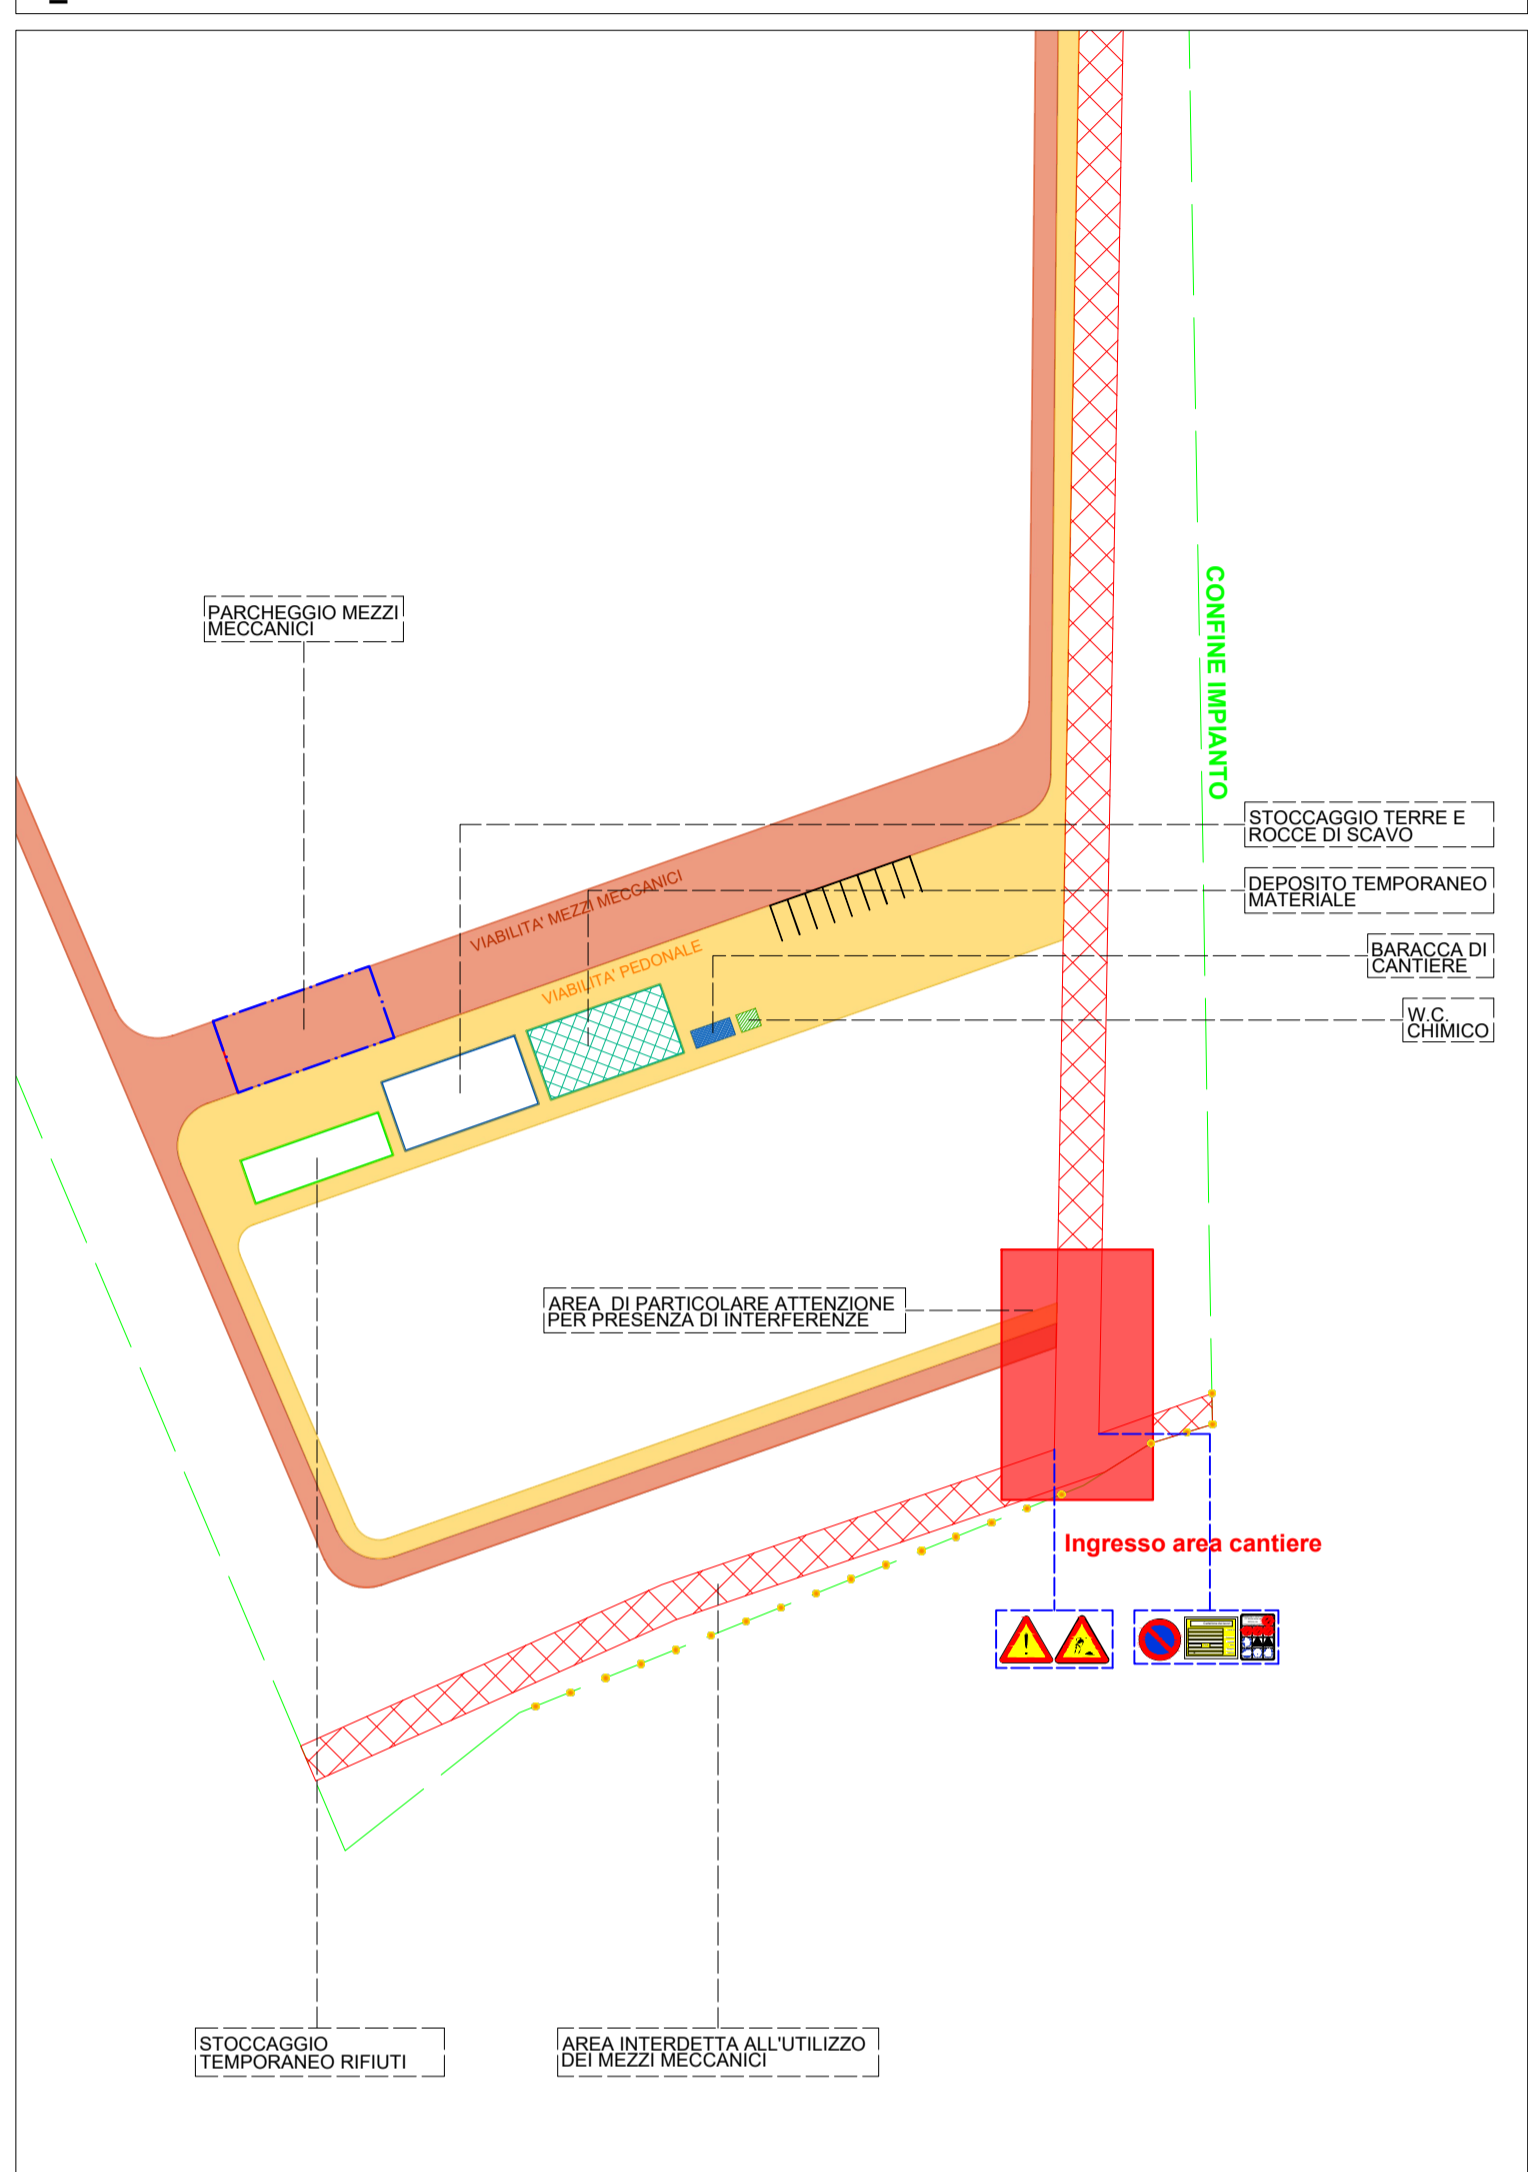 PARCHEGGIO MEZZI
MECCANICI
CONFINE IMPIANTO
STOCCAGGIO TERRE E
ROCCE DI SCAVO
DEPOSITO TEMPORANEO
MATERIALE
VIABILITA' MEZZI MECCANICI
VIABILITA' PEDONALE
BARACCA DI
CANTIERE
W.C.
CHIMICO
AREA DI PARTICOLARE ATTENZIONE
PER PRESENZA DI INTERFERENZE
Ingresso area cantiere
STOCCAGGIO
TEMPORANEO RIFIUTI
AREA INTERDETTA ALL'UTILIZZO
DEI MEZZI MECCANICI